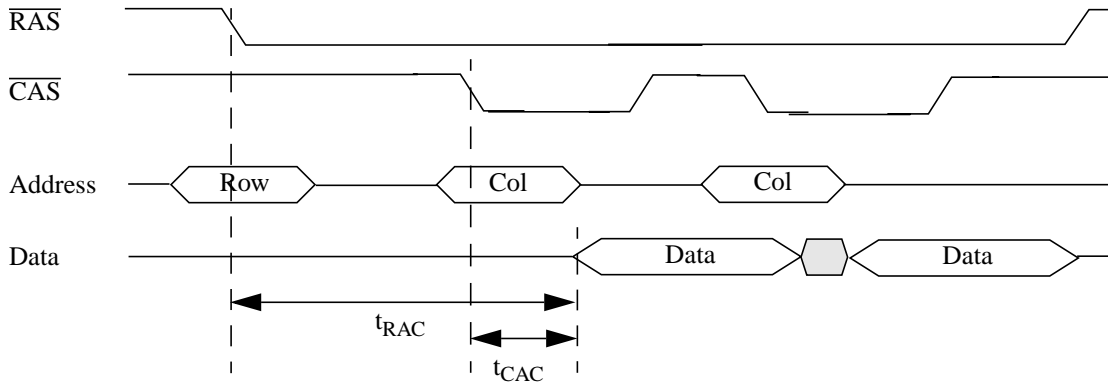 RAS
CAS
Address Row Col Col
Data Data Data
tRAC
tCAC